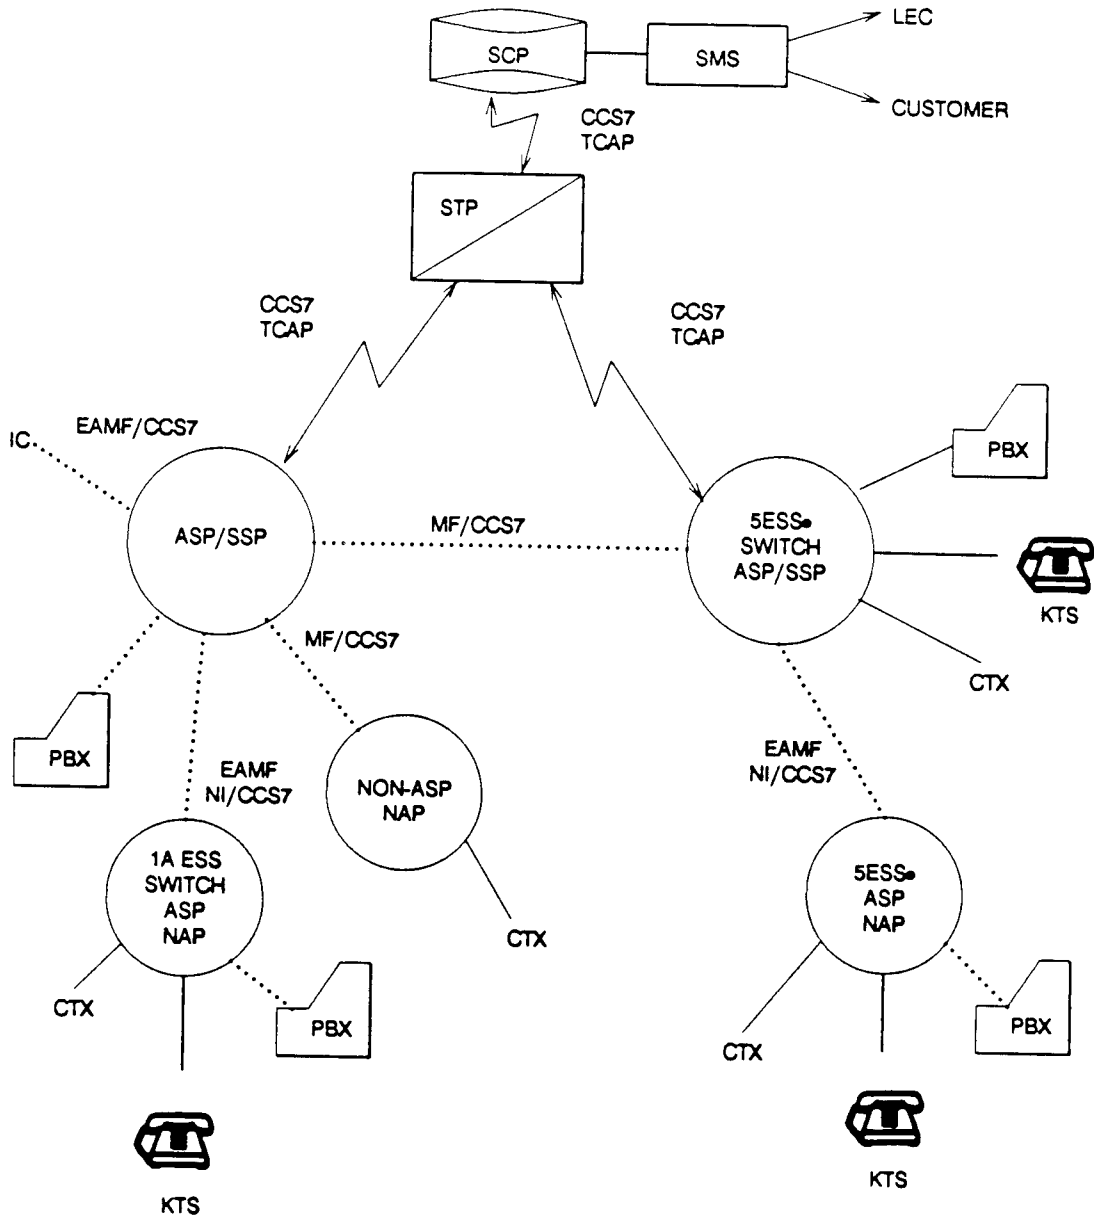 LEC
SCP
SMS
CUSTOMER
CCS7
TCAP
STP
CCS7
TCAP
CCS7
TCAP
EAMF/CCS7
IC
PBX
ASP/SSP
MF/CCS7
5ESS®
SWITCH
ASP/SSP
KTS
MF/CCS7
CTX
PBX
EAMF
NI/CCS7
NON-ASP
NAP
EAMF
NI/CCS7
1A ESS
SWITCH
ASP
NAP
5ESS®
ASP
NAP
CTX
CTX
PBX
CTX
PBX
KTS
KTS